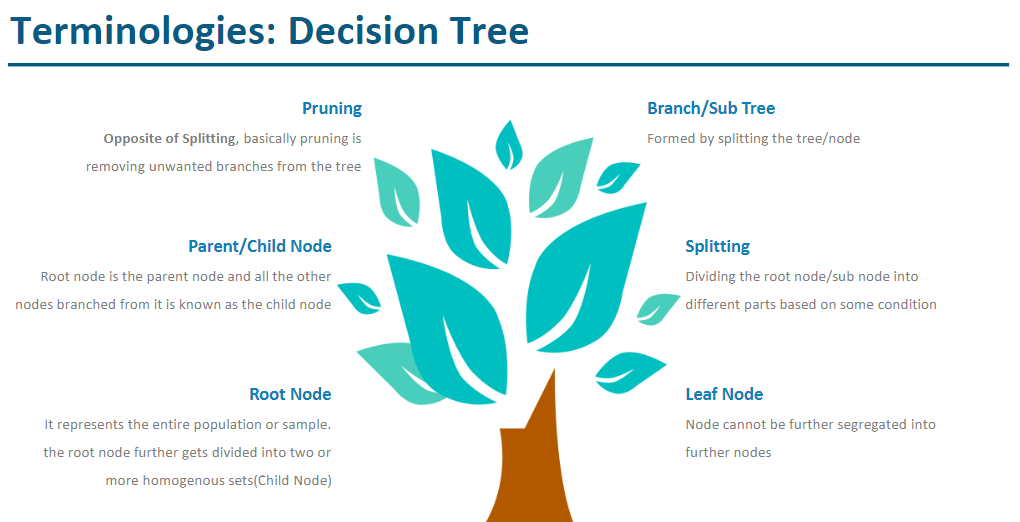 Terminologies: Decision Tree
Pruning
Opposite of Splitting, basically pruning is
removing unwanted branches from the tree
Branch/Sub Tree
Formed by splitting the tree/node
Parent/Child Node
Root node is the parent node and all the other
nodes branched from it is known as the child node
Splitting
Dividing the root node/sub node into
different parts based on some condition
Root Node
It represents the entire population or sample.
the root node further gets divided into two or
more homogenous sets(Child Node)
Leaf Node
Node cannot be further segregated into
further nodes